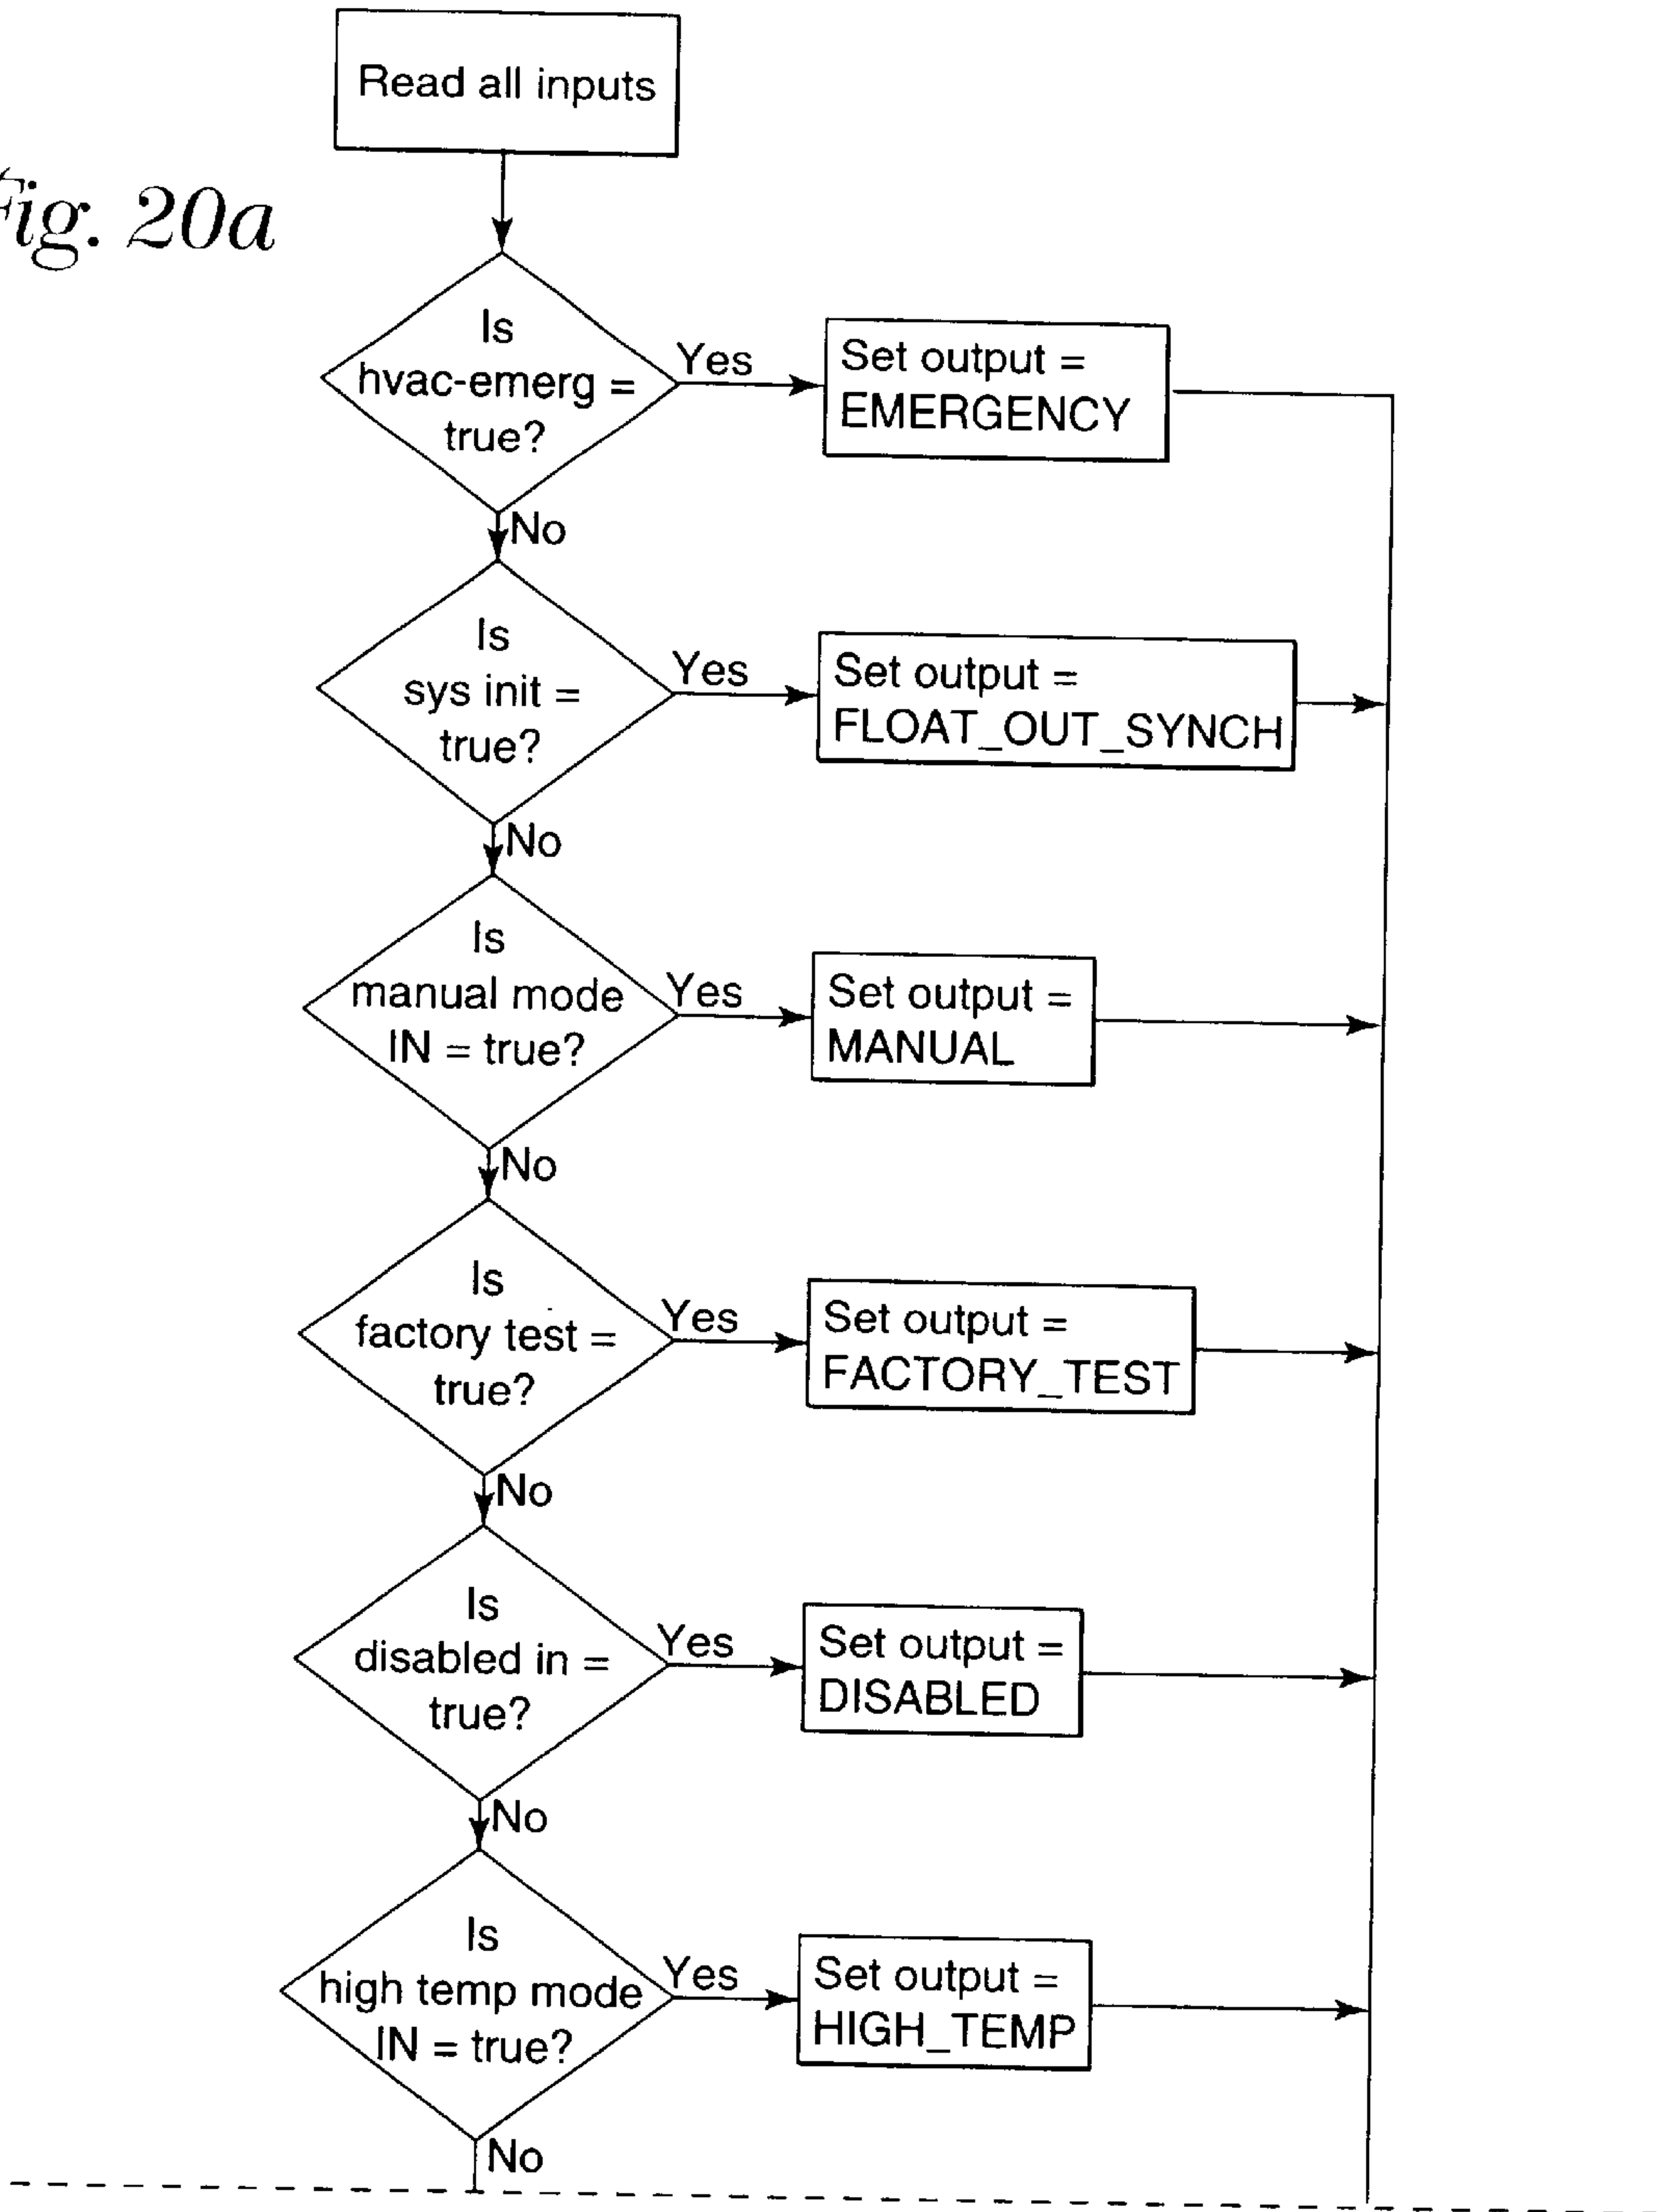 Read all inputs
Fig. 20a
Is
hvac-emerg =
true?
Yes
Set output =
EMERGENCY
No
Is
sys init =
true?
Yes
Set output =
FLOAT_OUT_SYNCH
No
Is
manual mode
IN = true?
Yes
Set output =
MANUAL
No
Is
factory test =
true?
Yes
Set output =
FACTORY_TEST
No
Is
disabled in =
true?
Yes
Set output =
DISABLED
No
Is
high temp mode
IN = true?
Yes
Set output =
HIGH_TEMP
No